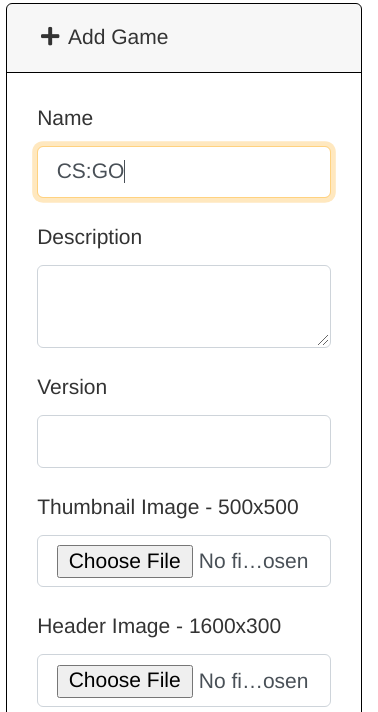 Add Game
Name
CS:GO
Description
Version
Thumbnail Image - 500x500
Choose File No fi…osen
Header Image - 1600x300
Choose File No fi…osen